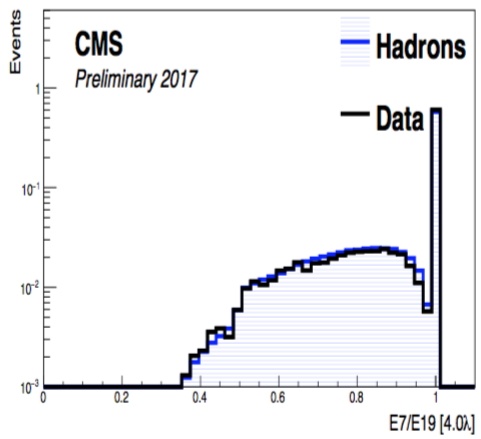 Events
CMS
Preliminary 2017
Hadrons
Data
1
10⁻¹
10⁻²
10⁻³
0 0.2 0.4 0.6 0.8 1
E7/E19 [4.0λ]